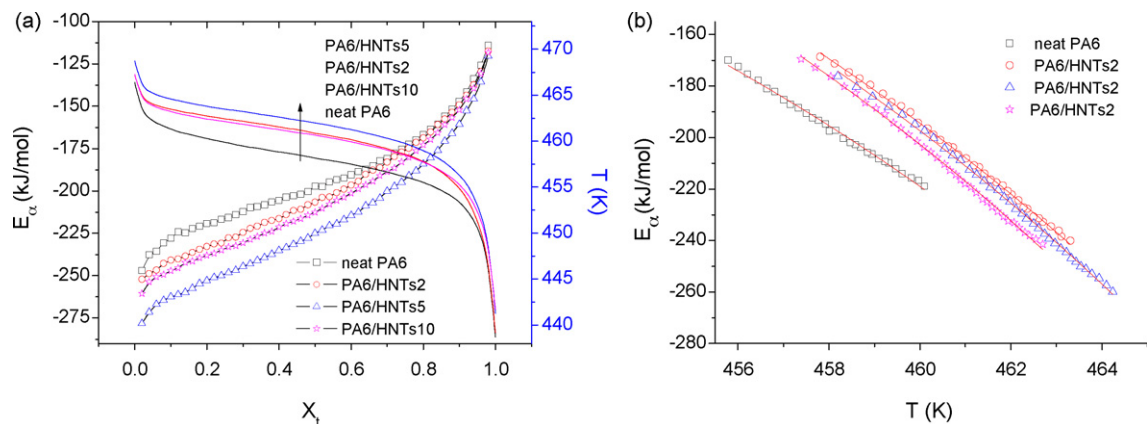 (a)
-100
-125
-150
-175
-200
-225
-250
-275
Eα (kJ/mol)
PA6/HNTs5
PA6/HNTs2
PA6/HNTs10
neat PA6
neat PA6
PA6/HNTs2
PA6/HNTs5
PA6/HNTs10
470
465
460
455
450
445
440
T (K)
0.0 0.2 0.4 0.6 0.8 1.0
Xt
(b)
-160
-180
-200
-220
-240
-260
-280
Eα (kJ/mol)
neat PA6
PA6/HNTs2
PA6/HNTs2
PA6/HNTs2
456 458 460 462 464
T (K)